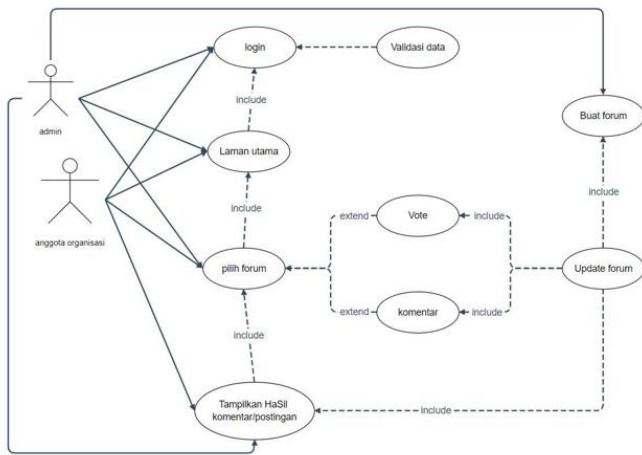 login
Validasi data
include
admin
Buat forum
Laman utama
include
include
anggota organisasi
extend
Vote
include
pilih forum
Update forum
extend
komentar
include
include
Tampilkan HaSil
komentar/postingan
include